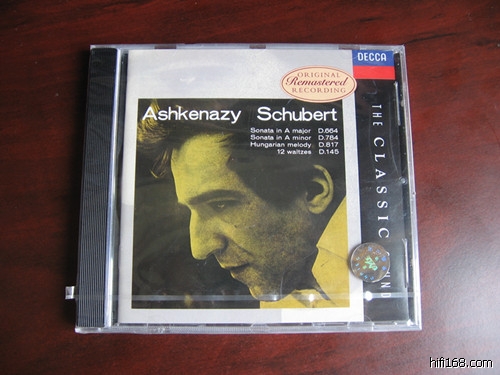 DECCA
ORIGINAL
Remastered
RECORDING
Ashkenazy Schubert
Sonata in A major D.664
Sonata in A minor D.784
Hungarian melody D.817
12 waltzes D.145
THE CLASSIC
hifi168.com